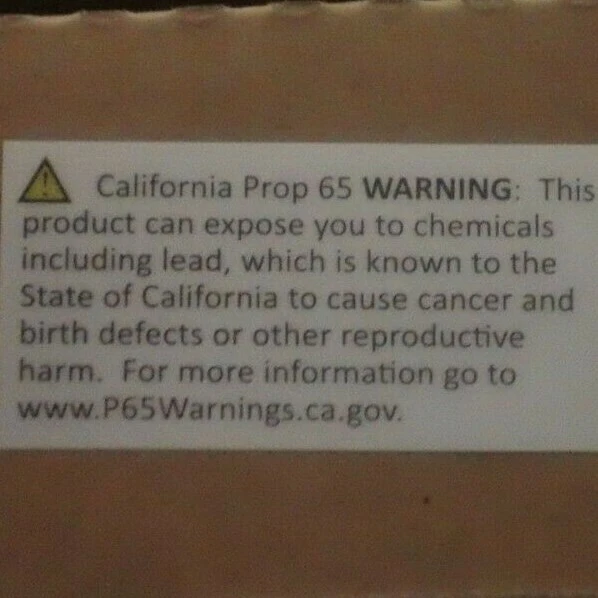 California Prop 65 WARNING: This
product can expose you to chemicals
including lead, which is known to the
State of California to cause cancer and
birth defects or other reproductive
harm. For more information go to
www.P65Warnings.ca.gov.